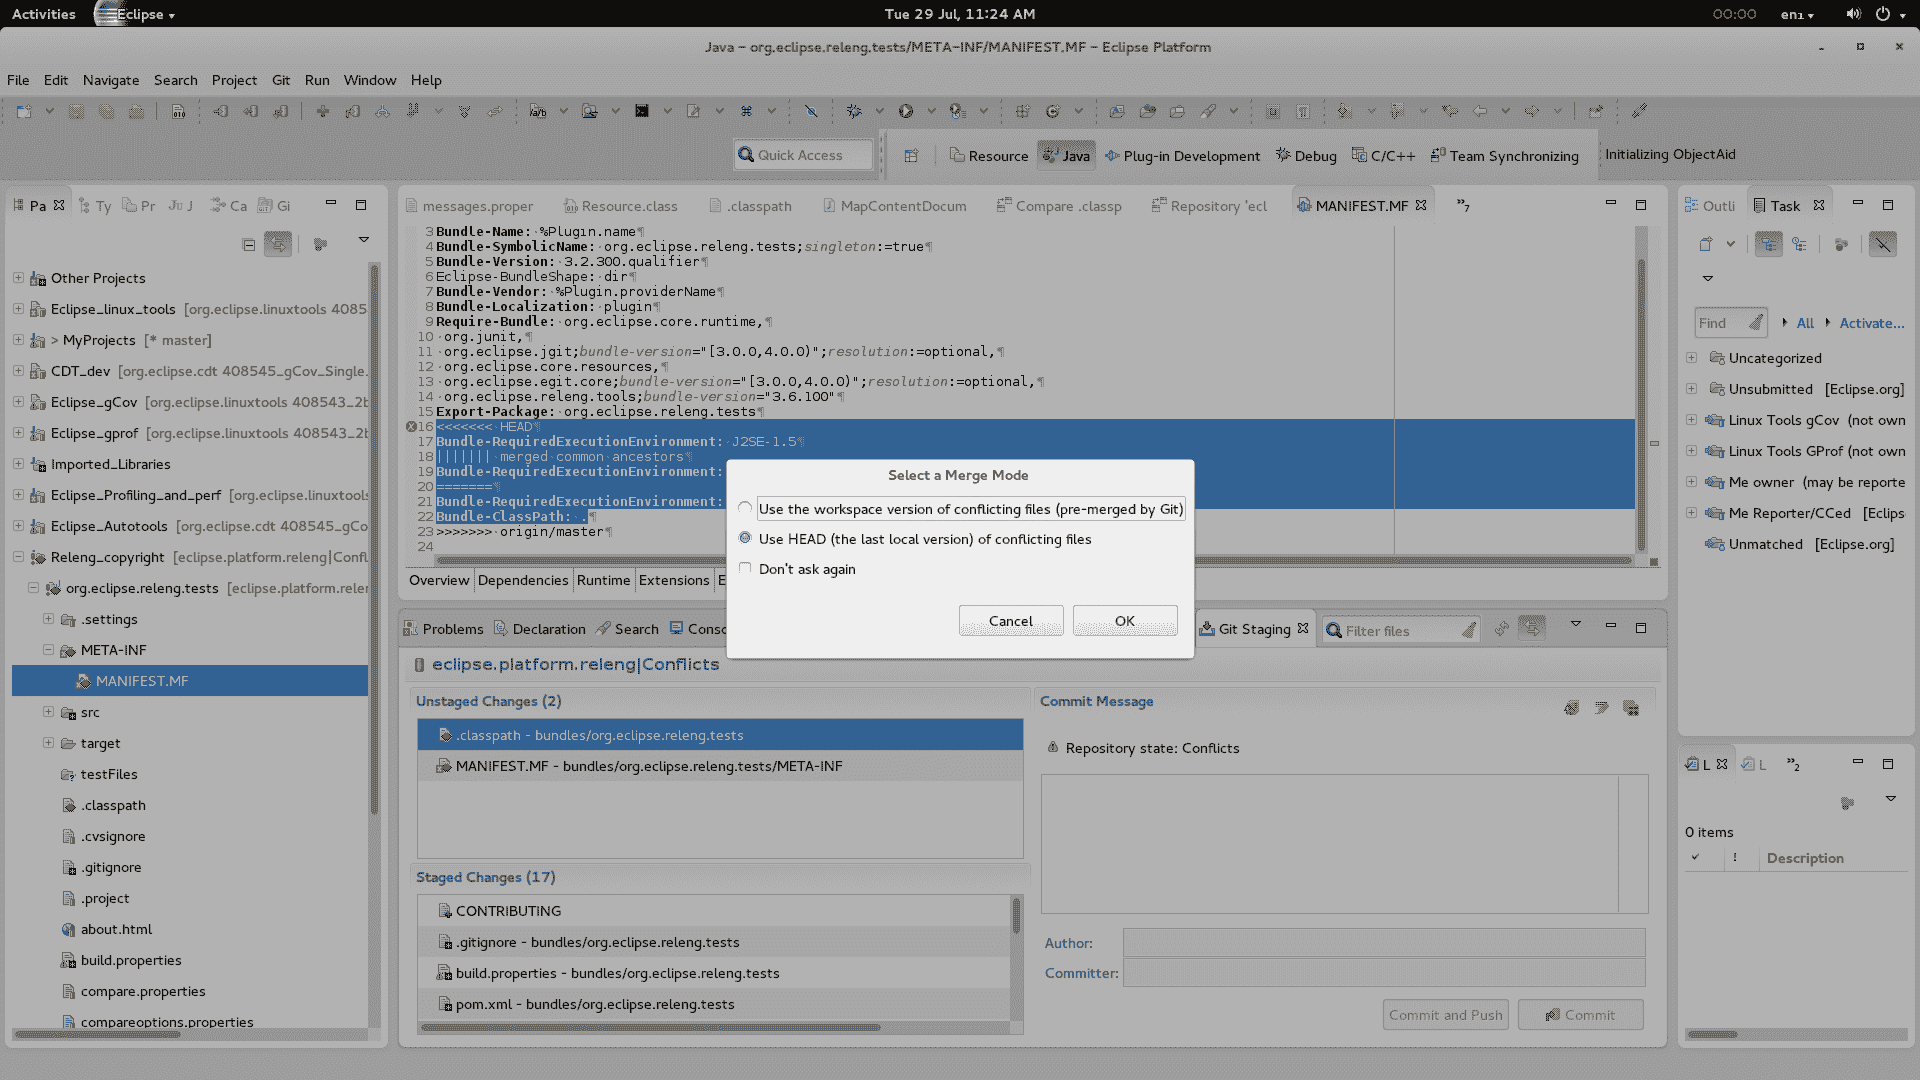 Activities
Eclipse
Tue 29 Jul, 11:24 AM
00:00
en₁
Java - org.eclipse.releng.tests/META-INF/MANIFEST.MF - Eclipse Platform
File Edit Navigate Search Project Git Run Window Help
Quick Access
Resource
Java
Plug-in Development
Debug
C/C++
Team Synchronizing
Initializing ObjectAid
Pa Ty Pr Ju J Ca Gi
Other Projects
Eclipse_linux_tools [org.eclipse.linuxtools 4085
> MyProjects [* master]
CDT_dev [org.eclipse.cdt 408545_gCov_Single.
Eclipse_gCov [org.eclipse.linuxtools 408543_2b
Eclipse_gprof [org.eclipse.linuxtools 408543_2b
Imported_Libraries
Eclipse_Profiling_and_perf [org.eclipse.linuxtools
Eclipse_Autotools [org.eclipse.cdt 408545_gCo
Releng_copyright [eclipse.platform.releng|Confl
org.eclipse.releng.tests [eclipse.platform.reler
.settings
META-INF
MANIFEST.MF
src
target
testFiles
.classpath
.cvsignore
.gitignore
.project
about.html
build.properties
compare.properties
compareoptions.properties
messages.proper Resource.class .classpath MapContentDocum Compare .classp Repository 'ecl MANIFEST.MF »7
3 Bundle-Name: %Plugin.name¶
4 Bundle-SymbolicName: org.eclipse.releng.tests;singleton:=true¶
5 Bundle-Version: 3.2.300.qualifier¶
6 Eclipse-BundleShape: dir¶
7 Bundle-Vendor: %Plugin.providerName¶
8 Bundle-Localization: plugin¶
9 Require-Bundle: org.eclipse.core.runtime,¶
10 org.junit,¶
11 org.eclipse.jgit;bundle-version="[3.0.0,4.0.0)";resolution:=optional,¶
12 org.eclipse.core.resources,¶
13 org.eclipse.egit.core;bundle-version="[3.0.0,4.0.0)";resolution:=optional,¶
14 org.eclipse.releng.tools;bundle-version="3.6.100"¶
15 Export-Package: org.eclipse.releng.tests¶
16 <<<<<<< HEAD¶
17 Bundle-RequiredExecutionEnvironment: J2SE-1.5¶
18 ||||||| merged common ancestors¶
19 Bundle-RequiredExecutionEnvironment:
20 =======¶
21 Bundle-RequiredExecutionEnvironment:
22 Bundle-ClassPath: .¶
23 >>>>>>> origin/master¶
24
Overview Dependencies Runtime Extensions E
Select a Merge Mode
Use the workspace version of conflicting files (pre-merged by Git)
Use HEAD (the last local version) of conflicting files
Don't ask again
Cancel
OK
Problems Declaration Search Consc Git Staging
Filter files
eclipse.platform.releng|Conflicts
Unstaged Changes (2)
.classpath - bundles/org.eclipse.releng.tests
MANIFEST.MF - bundles/org.eclipse.releng.tests/META-INF
Staged Changes (17)
CONTRIBUTING
.gitignore - bundles/org.eclipse.releng.tests
build.properties - bundles/org.eclipse.releng.tests
pom.xml - bundles/org.eclipse.releng.tests
Commit Message
Repository state: Conflicts
Author:
Committer:
Commit and Push
Commit
Outli Task
Find
All
Activate...
Uncategorized
Unsubmitted [Eclipse.org]
Linux Tools gCov (not own
Linux Tools GProf (not own
Me owner (may be reporte
Me Reporter/CCed [Eclips
Unmatched [Eclipse.org]
L L »2
0 items
! Description